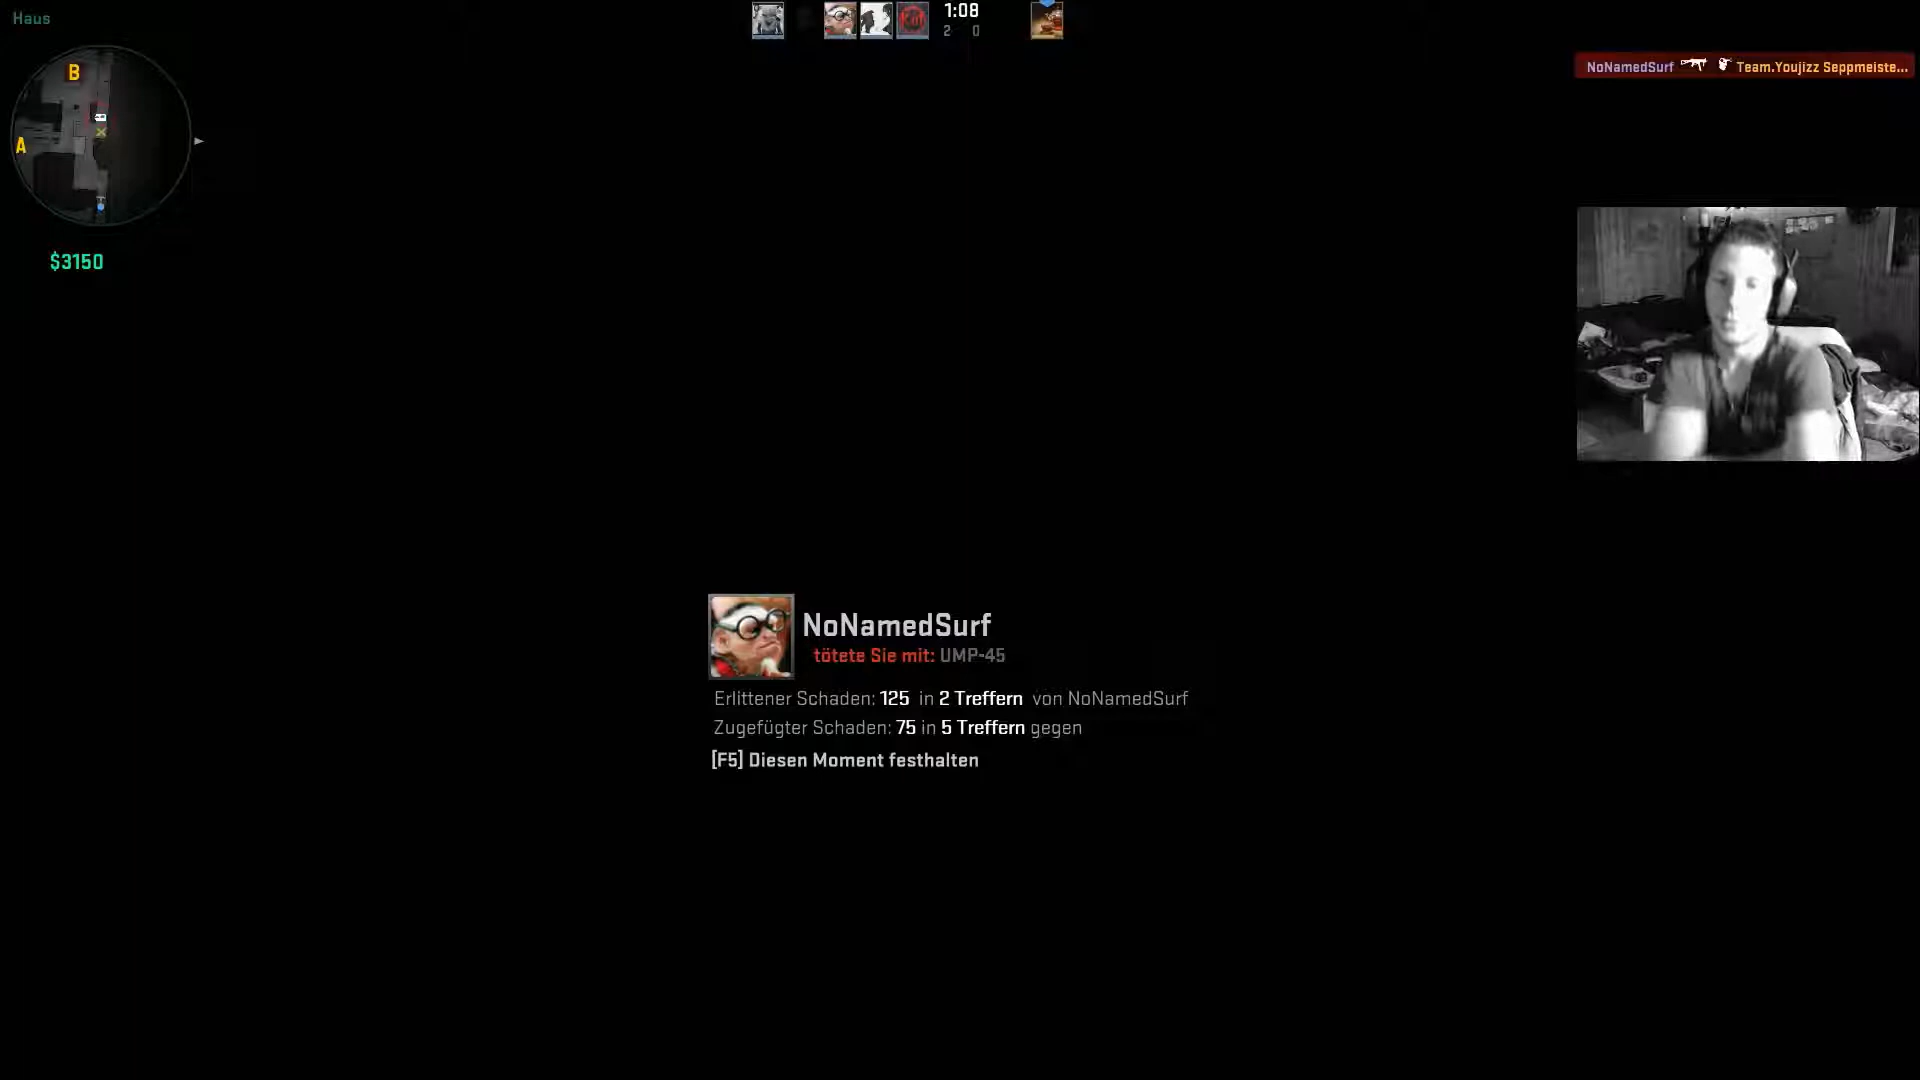 Haus
1:08
2 0
B
A
$3150
NoNamedSurf Team.Youjizz Seppmeiste...
NoNamedSurf
tötete Sie mit: UMP-45
Erlittener Schaden: 125 in 2 Treffern von NoNamedSurf
Zugefügter Schaden: 75 in 5 Treffern gegen
[F5] Diesen Moment festhalten